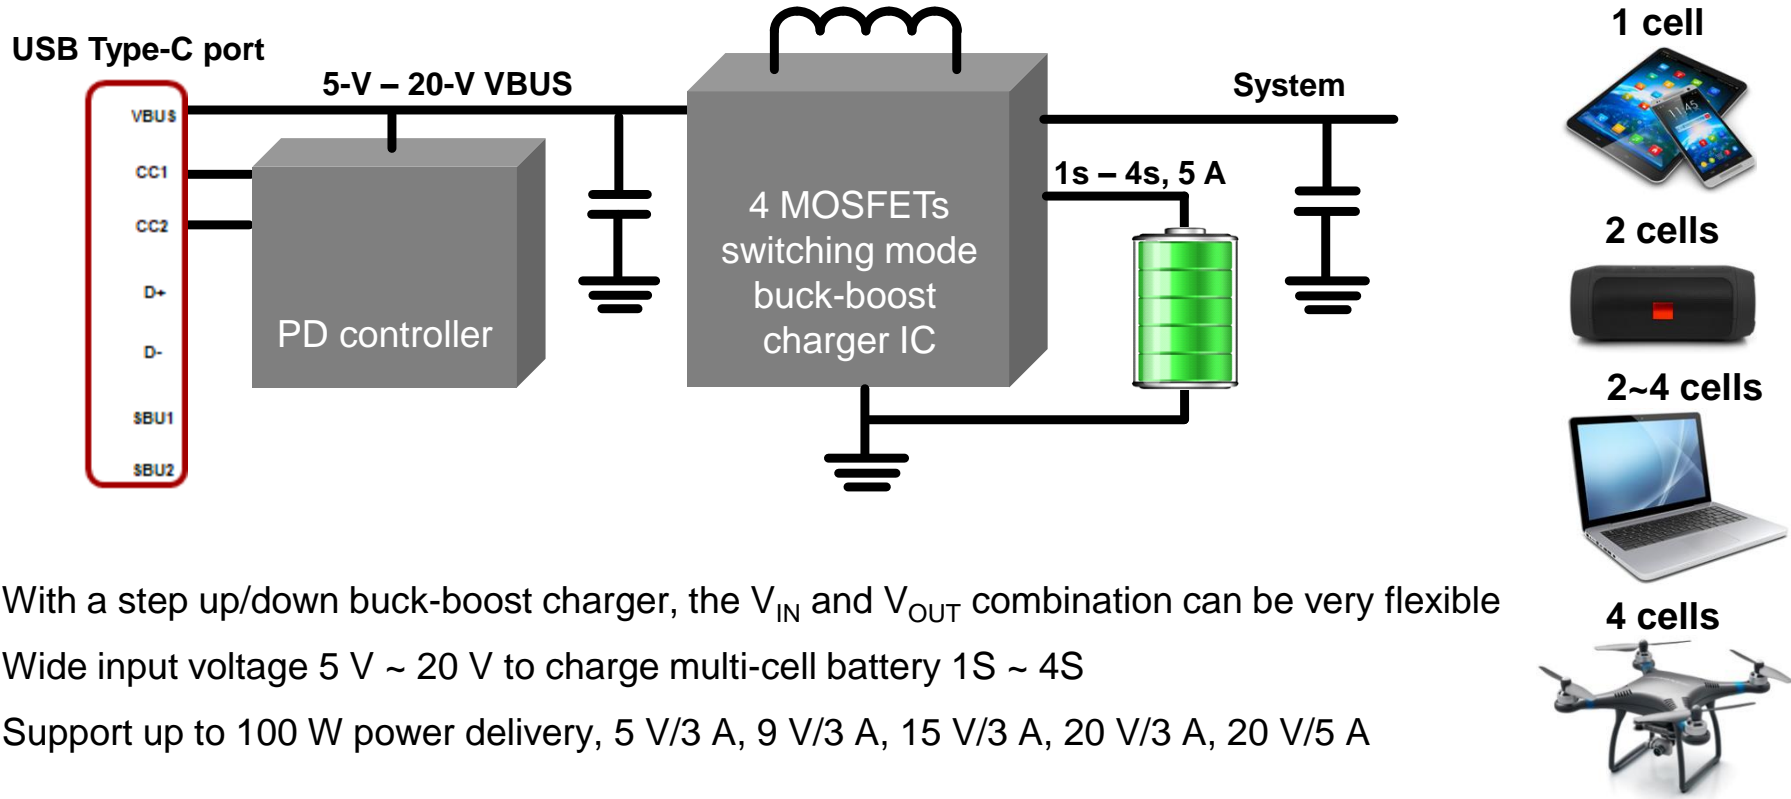 USB Type-C port
VBUS
CC1
CC2
D+
D-
SBU1
SBU2
5-V – 20-V VBUS
PD controller
4 MOSFETs
switching mode
buck-boost
charger IC
System
1s – 4s, 5 A
1 cell
11:45
2 cells
2~4 cells
4 cells
With a step up/down buck-boost charger, the V_IN and V_OUT combination can be very flexible
Wide input voltage 5 V ~ 20 V to charge multi-cell battery 1S ~ 4S
Support up to 100 W power delivery, 5 V/3 A, 9 V/3 A, 15 V/3 A, 20 V/3 A, 20 V/5 A